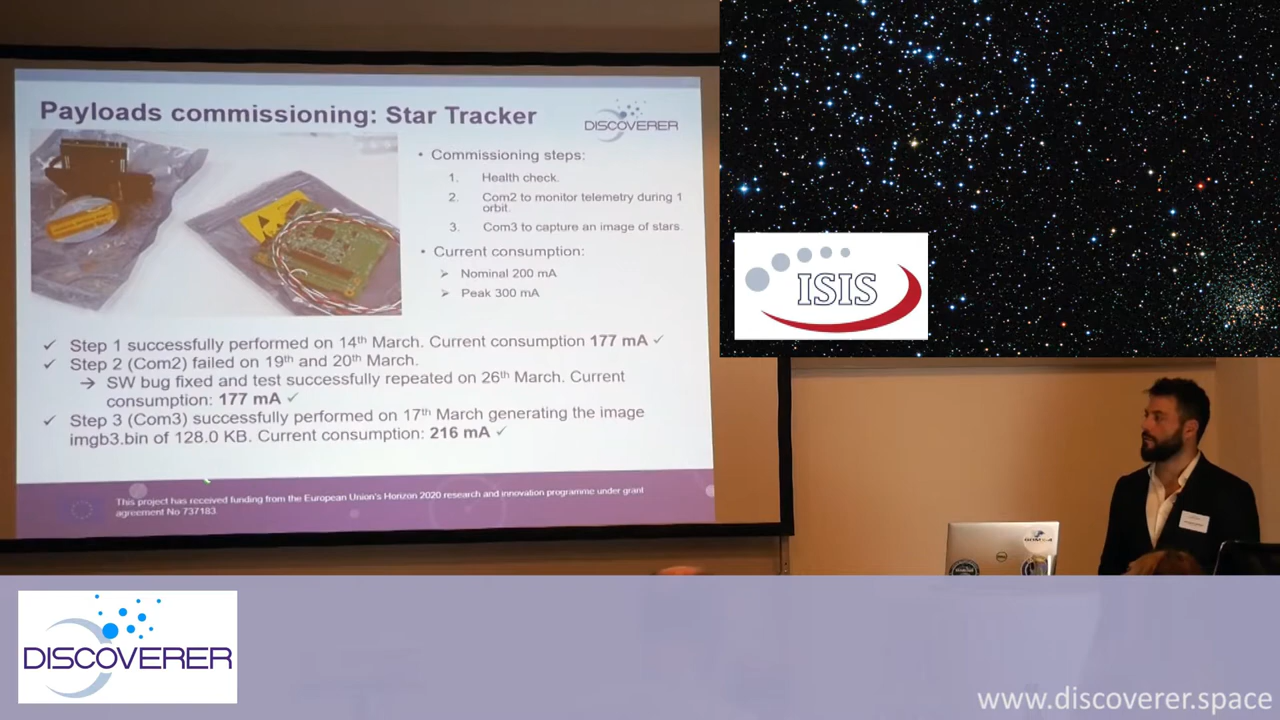 Payloads commissioning: Star Tracker
DISCOVERER
• Commissioning steps:
1. Health check.
2. Com2 to monitor telemetry during 1
orbit.
3. Com3 to capture an image of stars.
• Current consumption:
➢ Nominal 200 mA
➢ Peak 300 mA
✓ Step 1 successfully performed on 14th March. Current consumption 177 mA ✓
✓ Step 2 (Com2) failed on 19th and 20th March.
→ SW bug fixed and test successfully repeated on 26th March. Current
consumption: 177 mA ✓
✓ Step 3 (Com3) successfully performed on 17th March generating the image
imgb3.bin of 128.0 KB. Current consumption: 216 mA ✓
This project has received funding from the European Union's Horizon 2020 research and innovation programme under grant
agreement No 737183.
ISIS
DELL
DISCOVERER
www.discoverer.space